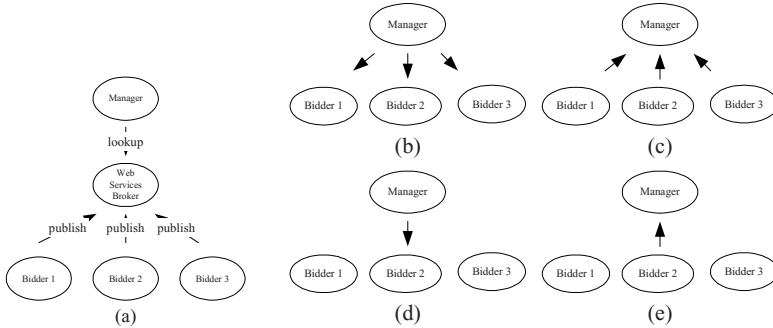 Manager
lookup
Web
Services
Broker
publish publish publish
Bidder 1 Bidder 2 Bidder 3
(a)
Manager
Bidder 1 Bidder 2 Bidder 3
(b)
Manager
Bidder 1 Bidder 2 Bidder 3
(c)
Manager
Bidder 1 Bidder 2 Bidder 3
(d)
Manager
Bidder 1 Bidder 2 Bidder 3
(e)